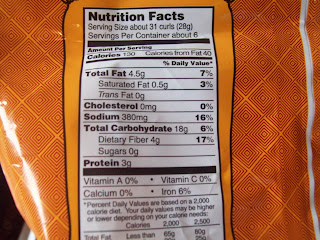 Nutrition Facts
Serving Size about 31 curls (28g)
Servings Per Container about 6
Amount Per Serving
Calories 130 Calories from Fat 40
% Daily Value*
Total Fat 4.5g 7%
Saturated Fat 0.5g 3%
Trans Fat 0g
Cholesterol 0mg 0%
Sodium 380mg 16%
Total Carbohydrate 18g 6%
Dietary Fiber 4g 17%
Sugars 0g
Protein 3g
Vitamin A 0% • Vitamin C 0%
Calcium 0% • Iron 6%
*Percent Daily Values are based on a 2,000
calorie diet. Your daily values may be higher
or lower depending on your calorie needs:
Calories 2,000 2,500
Total Fat Less than 65g 80g